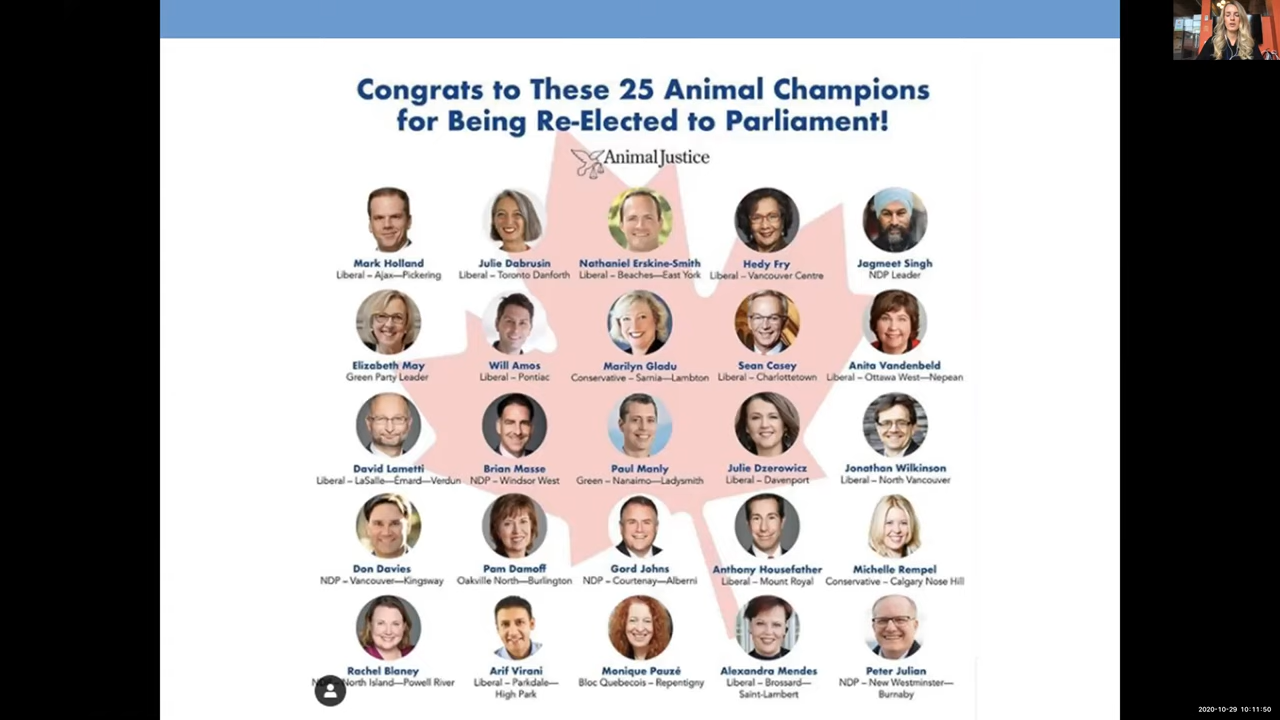 Congrats to These 25 Animal Champions
for Being Re-Elected to Parliament!
AnimalJustice
Mark Holland
Liberal – Ajax—Pickering
Julie Dabrusin
Liberal – Toronto Danforth
Nathaniel Erskine-Smith
Liberal – Beaches—East York
Hedy Fry
Liberal – Vancouver Centre
Jagmeet Singh
NDP Leader
Elizabeth May
Green Party Leader
Will Amos
Liberal – Pontiac
Marilyn Gladu
Conservative – Sarnia—Lambton
Sean Casey
Liberal – Charlottetown
Anita Vandenbeld
Liberal – Ottawa West—Nepean
David Lametti
Liberal – LaSalle—Émard—Verdun
Brian Masse
NDP – Windsor West
Paul Manly
Green – Nanaimo—Ladysmith
Julie Dzerowicz
Liberal – Davenport
Jonathan Wilkinson
Liberal – North Vancouver
Don Davies
NDP – Vancouver—Kingsway
Pam Damoff
Oakville North—Burlington
Gord Johns
NDP – Courtenay—Alberni
Anthony Housefather
Liberal – Mount Royal
Michelle Rempel
Conservative – Calgary Nose Hill
Rachel Blaney
North Island—Powell River
Arif Virani
Liberal – Parkdale—
High Park
Monique Pauzé
Bloc Quebecois – Repentigny
Alexandra Mendes
Liberal – Brossard—
Saint-Lambert
Peter Julian
NDP – New Westminster—
Burnaby
2020-10-29 10:11:50